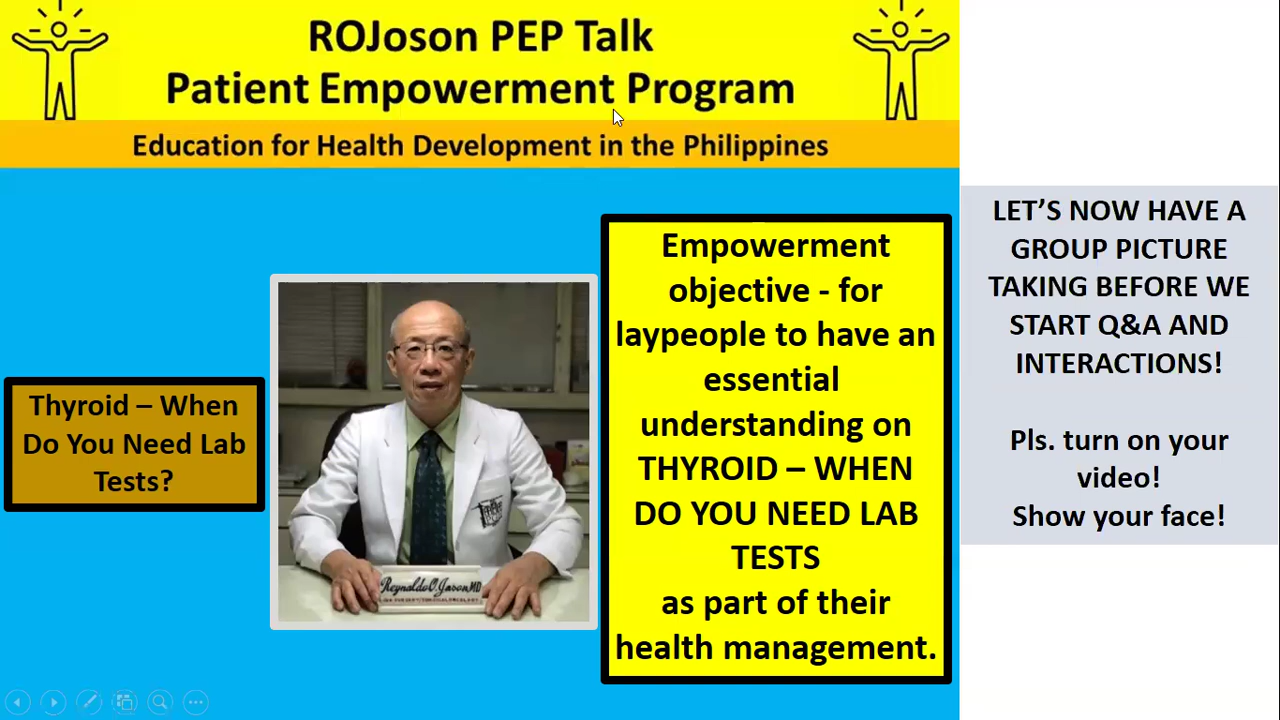 ROJoson PEP Talk
Patient Empowerment Program
Education for Health Development in the Philippines
Thyroid – When
Do You Need Lab
Tests?
Reynaldo O. Joson, MD
Empowerment
objective - for
laypeople to have an
essential
understanding on
THYROID – WHEN
DO YOU NEED LAB
TESTS
as part of their
health management.
LET’S NOW HAVE A
GROUP PICTURE
TAKING BEFORE WE
START Q&A AND
INTERACTIONS!
Pls. turn on your
video!
Show your face!